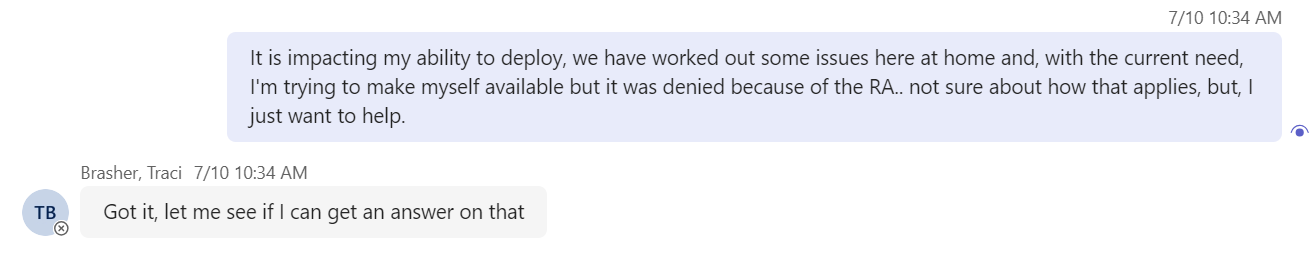 7/10 10:34 AM
It is impacting my ability to deploy, we have worked out some issues here at home and, with the current need,
I'm trying to make myself available but it was denied because of the RA.. not sure about how that applies, but, I
just want to help.
Brasher, Traci 7/10 10:34 AM
TB
Got it, let me see if I can get an answer on that